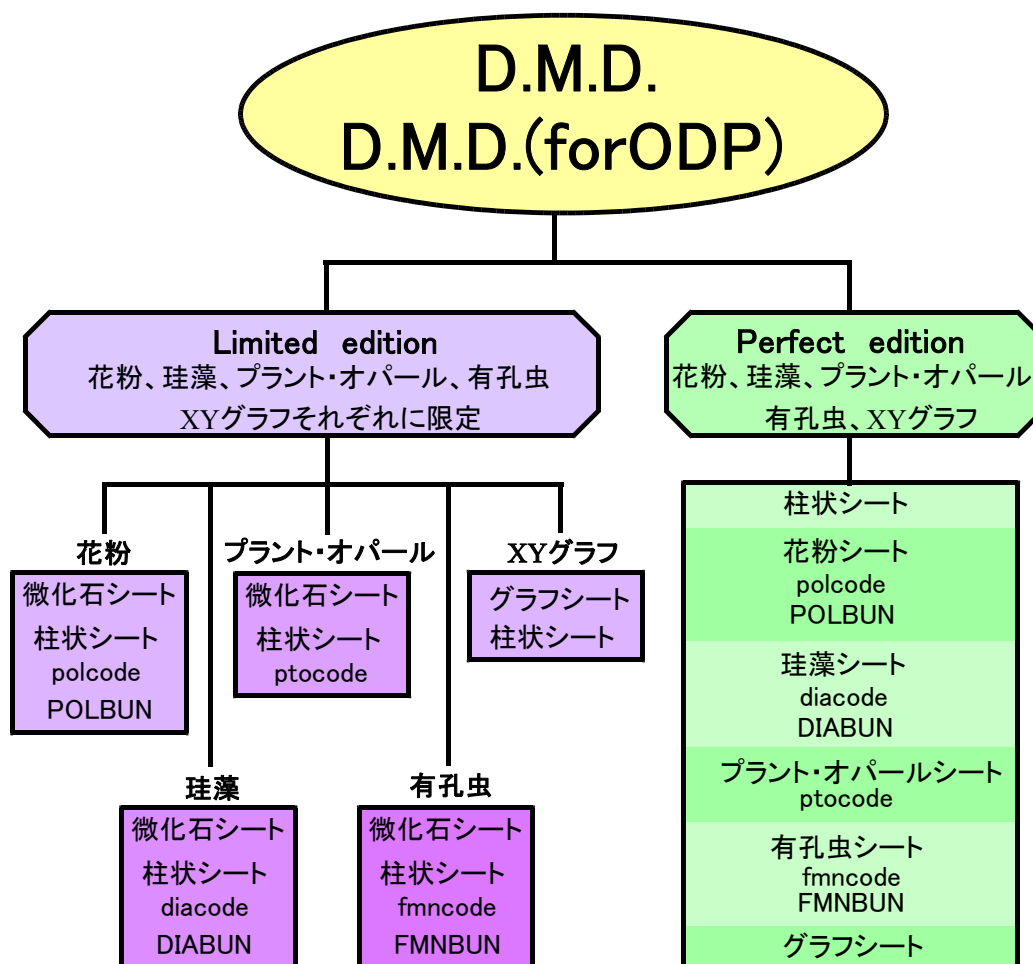 D.M.D.
D.M.D.(forODP)
Limited edition
花粉、珪藻、プラント・オパール、有孔虫
XYグラフそれぞれに限定
Perfect edition
花粉、珪藻、プラント・オパール
有孔虫、XYグラフ
花粉
微化石シート
柱状シート
polcode
POLBUN
プラント・オパール
微化石シート
柱状シート
ptocode
XYグラフ
グラフシート
柱状シート
珪藻
微化石シート
柱状シート
diacode
DIABUN
有孔虫
微化石シート
柱状シート
fmncode
FMNBUN
柱状シート
花粉シート
polcode
POLBUN
珪藻シート
diacode
DIABUN
プラント・オパールシート
ptocode
有孔虫シート
fmncode
FMNBUN
グラフシート